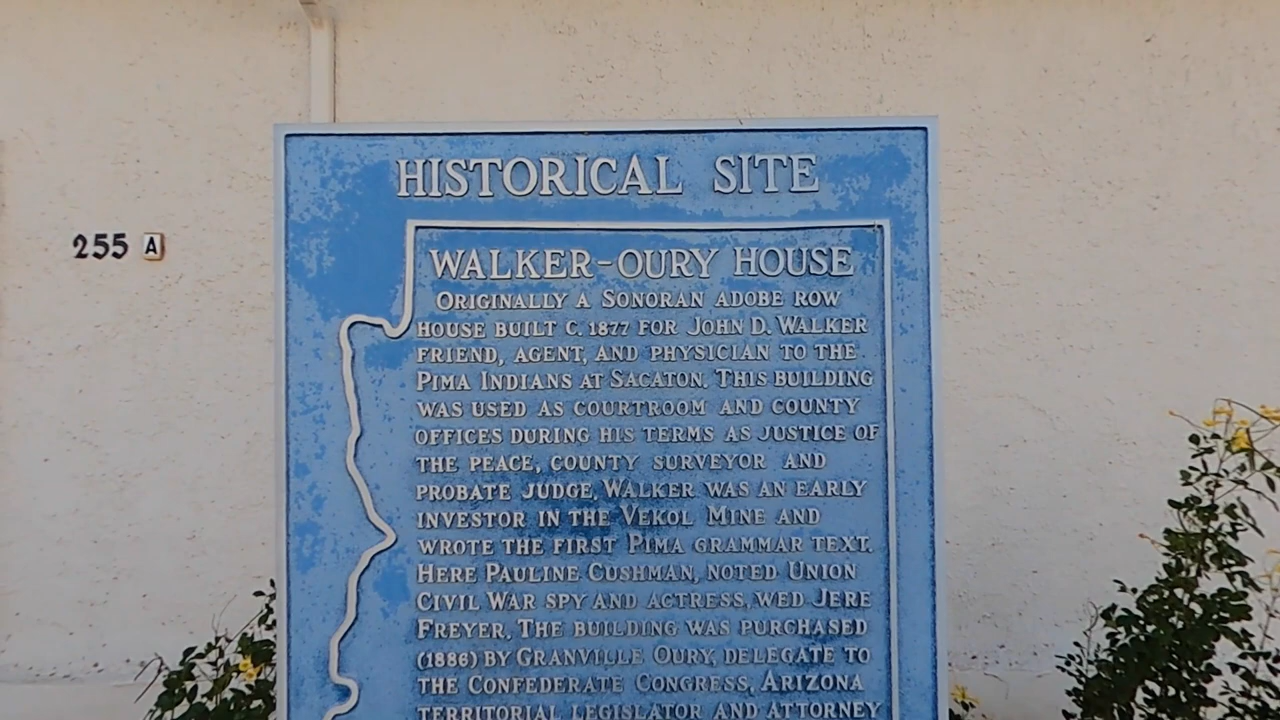 HISTORICAL SITE
255 A
WALKER-OURY HOUSE
ORIGINALLY A SONORAN ADOBE ROW
HOUSE BUILT C. 1877 FOR JOHN D. WALKER
FRIEND, AGENT, AND PHYSICIAN TO THE
PIMA INDIANS AT SACATON. THIS BUILDING
WAS USED AS COURTROOM AND COUNTY
OFFICES DURING HIS TERMS AS JUSTICE OF
THE PEACE, COUNTY SURVEYOR AND
PROBATE JUDGE. WALKER WAS AN EARLY
INVESTOR IN THE VEKOL MINE AND
WROTE THE FIRST PIMA GRAMMAR TEXT.
HERE PAULINE CUSHMAN, NOTED UNION
CIVIL WAR SPY AND ACTRESS, WED JERE
FREYER. THE BUILDING WAS PURCHASED
(1886) BY GRANVILLE OURY, DELEGATE TO
THE CONFEDERATE CONGRESS, ARIZONA
TERRITORIAL LEGISLATOR AND ATTORNEY